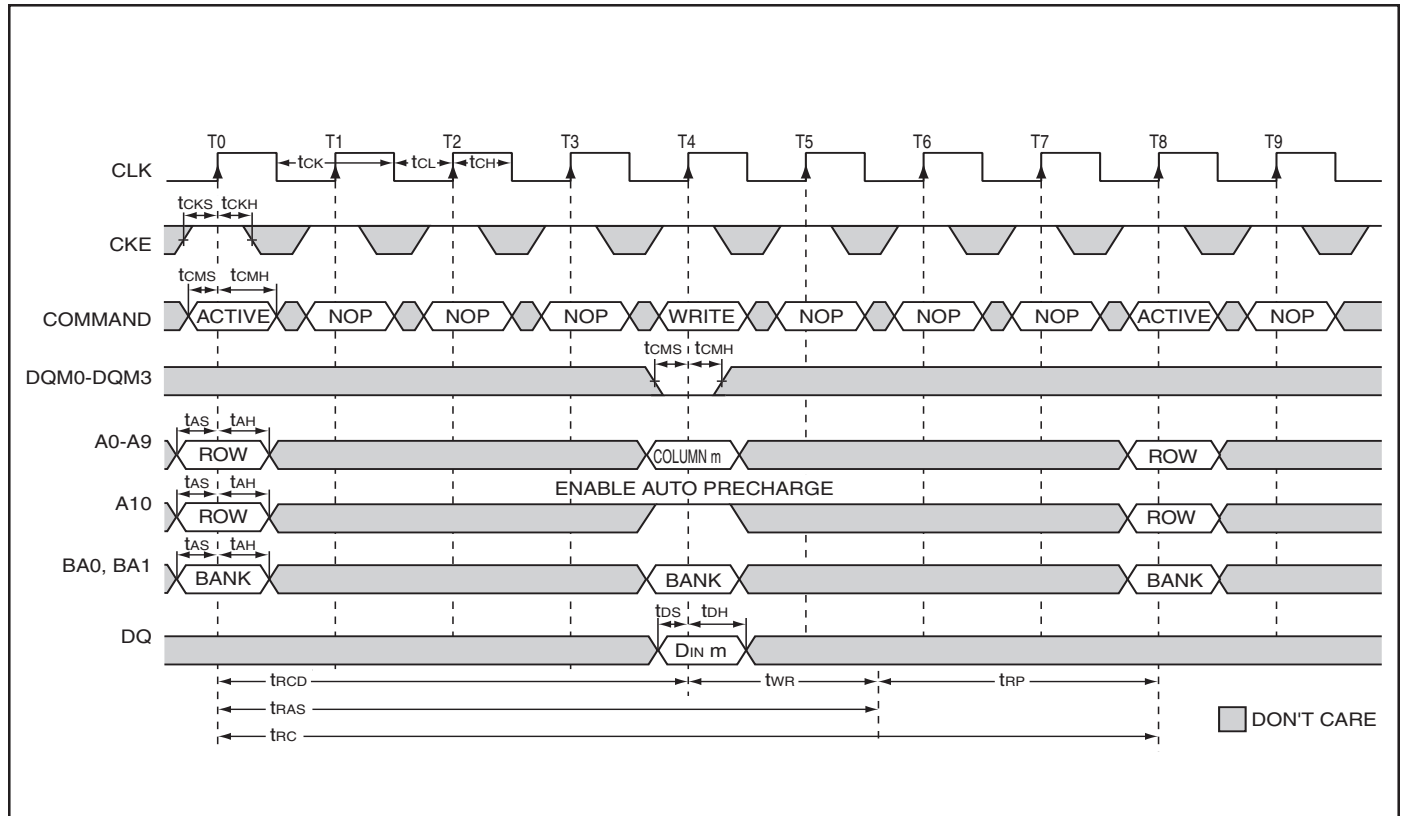 T0 T1 T2 T3 T4 T5 T6 T7 T8 T9
CLK tCK tCL tCH
tCKS tCKH
CKE
tCMS tCMH
COMMAND ACTIVE NOP NOP NOP WRITE NOP NOP NOP ACTIVE NOP
tCMS tCMH
DQM0-DQM3
tAS tAH
A0-A9 ROW COLUMN m ROW
tAS tAH ENABLE AUTO PRECHARGE
A10 ROW ROW
tAS tAH
BA0, BA1 BANK BANK BANK
tDS tDH
DQ DIN m
tRCD tWR tRP
tRAS
DON'T CARE
tRC